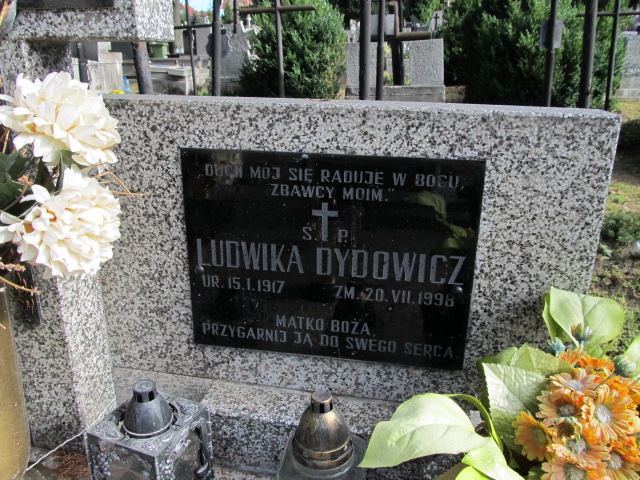 "DUCH MÓJ SIĘ RADUJE W BOGU,
ZBAWCY MOIM."
Ś. P.
LUDWIKA DYDOWICZ
UR. 15.I.1917 ZM. 20.VII.1998
MATKO BOŻA,
PRZYGARNIJ JĄ DO SWEGO SERCA.